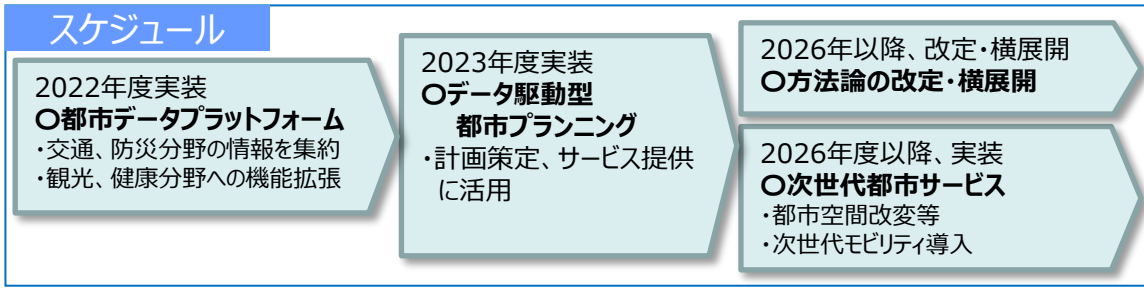 スケジュール
2022年度実装
〇都市データプラットフォーム
・交通、防災分野の情報を集約
・観光、健康分野への機能拡張
2023年度実装
〇データ駆動型
都市プランニング
・計画策定、サービス提供
に活用
2026年以降、改定・横展開
〇方法論の改定・横展開
2026年度以降、実装
〇次世代都市サービス
・都市空間改変等
・次世代モビリティ導入